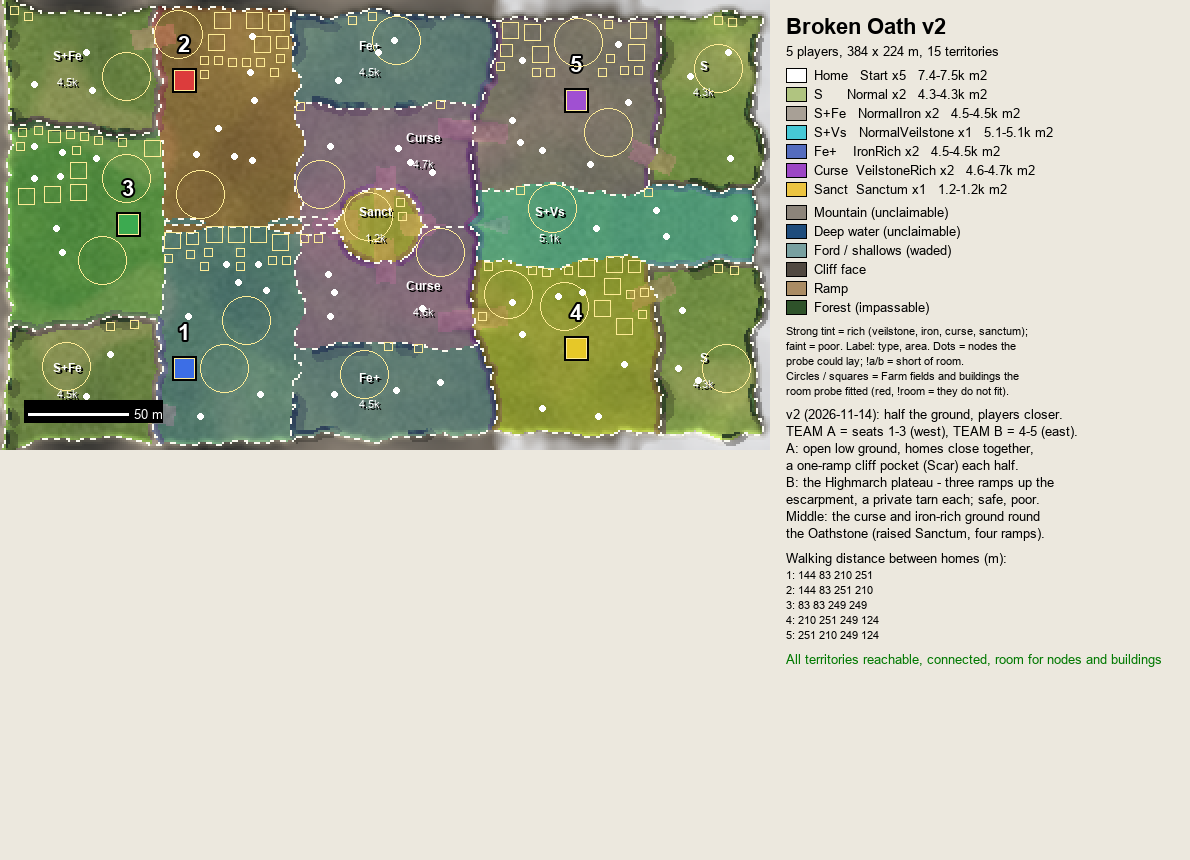 Broken Oath v2
5 players, 384 x 224 m, 15 territories
Home Start x5 7.4-7.5k m2
S Normal x2 4.3-4.3k m2
S+Fe NormalIron x2 4.5-4.5k m2
S+Vs NormalVeilstone x1 5.1-5.1k m2
Fe+ IronRich x2 4.5-4.5k m2
Curse VeilstoneRich x2 4.6-4.7k m2
Sanct Sanctum x1 1.2-1.2k m2
Mountain (unclaimable)
Deep water (unclaimable)
Ford / shallows (waded)
Cliff face
Ramp
Forest (impassable)
Strong tint = rich (veilstone, iron, curse, sanctum);
faint = poor. Label: type, area. Dots = nodes the
probe could lay; !a/b = short of room.
Circles / squares = Farm fields and buildings the
room probe fitted (red, !room = they do not fit).
v2 (2026-11-14): half the ground, players closer.
TEAM A = seats 1-3 (west), TEAM B = 4-5 (east).
A: open low ground, homes close together,
a one-ramp cliff pocket (Scar) each half.
B: the Highmarch plateau - three ramps up the
escarpment, a private tarn each; safe, poor.
Middle: the curse and iron-rich ground round
the Oathstone (raised Sanctum, four ramps).
Walking distance between homes (m):
1: 144 83 210 251
2: 144 83 251 210
3: 83 83 249 249
4: 210 251 249 124
5: 251 210 249 124
All territories reachable, connected, room for nodes and buildings
S+Fe
4.5k
2
Fe+
4.5k
5
S
4.3k
Curse
4.7k
3
Sanct
1.2k
S+Vs
5.1k
Curse
4.6k
1
4
S+Fe
4.5k
Fe+
4.5k
S
4.3k
50 m